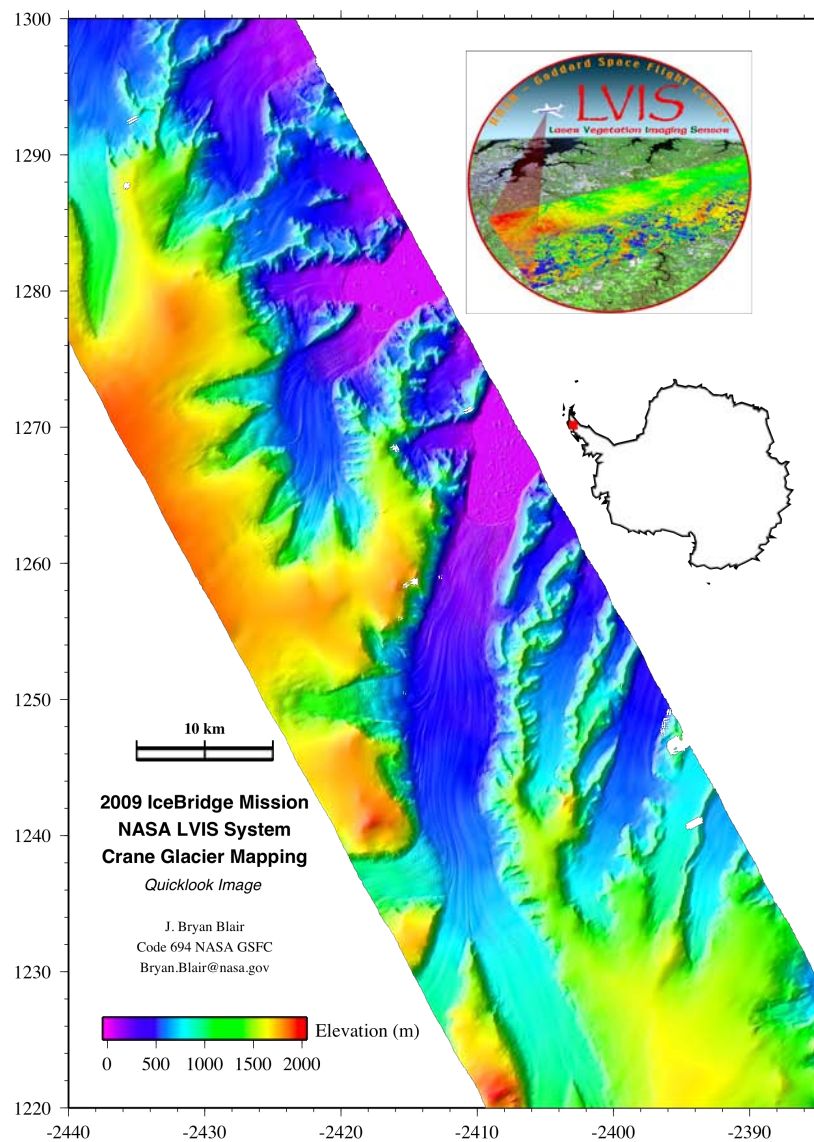 1300
1290
1280
1270
1260
1250
1240
1230
1220
-2440
-2430
-2420
-2410
-2400
-2390
NASA - Goddard Space Flight Center
LVIS
Laser Vegetation Imaging Sensor
10 km
2009 IceBridge Mission
NASA LVIS System
Crane Glacier Mapping
Quicklook Image
J. Bryan Blair
Code 694 NASA GSFC
Bryan.Blair@nasa.gov
Elevation (m)
0 500 1000 1500 2000